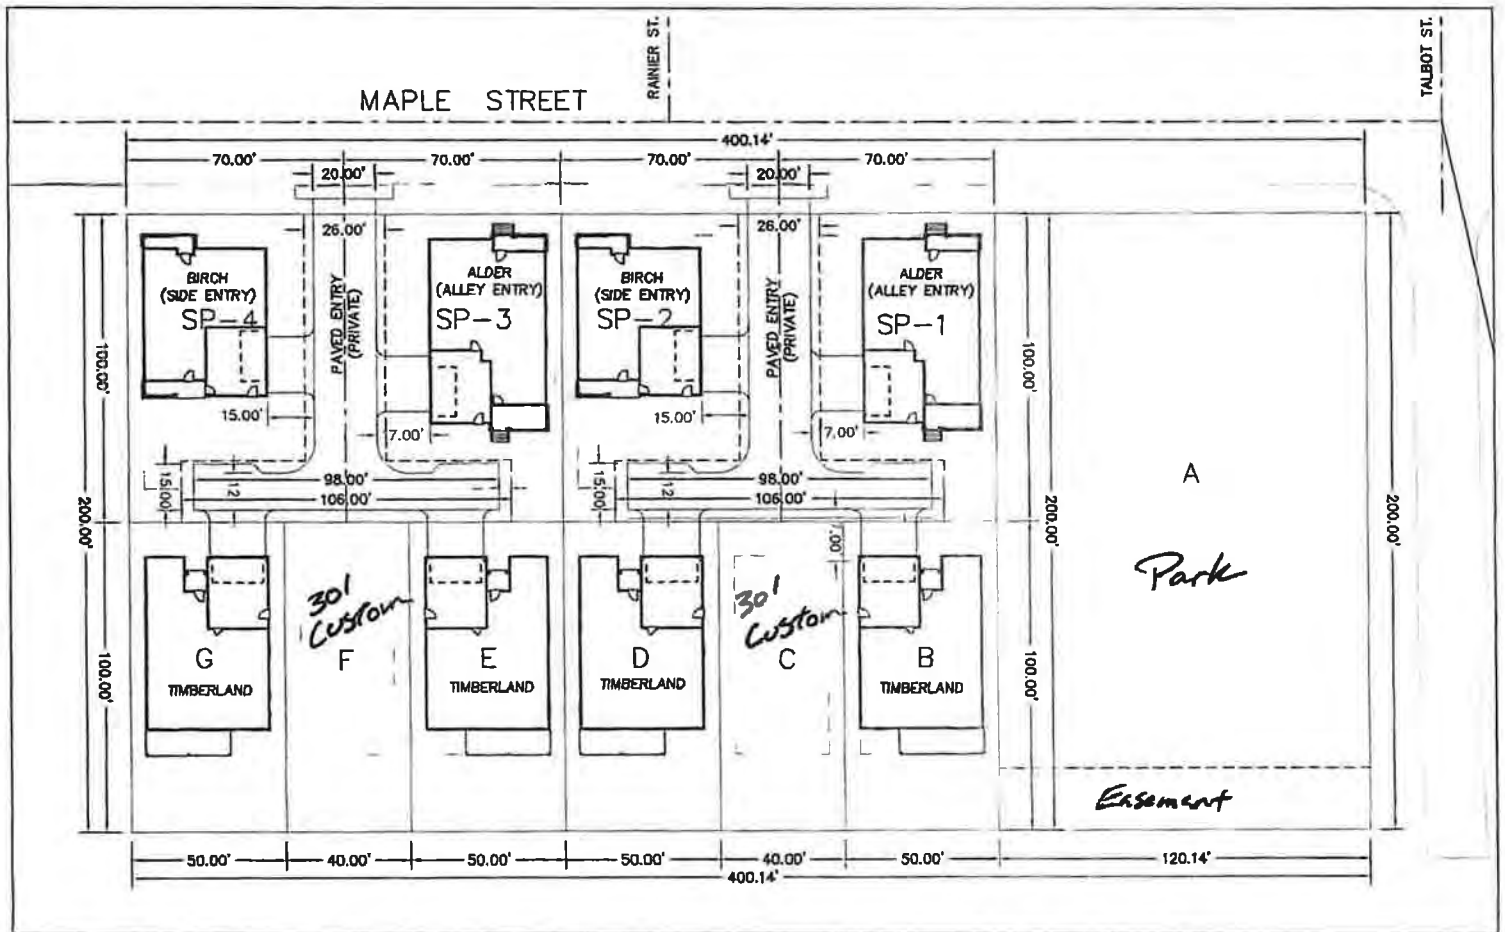 RAINIER ST.
TALBOT ST.
MAPLE STREET
400.14'
70.00'
70.00'
70.00'
70.00'
20.00'
20.00'
26.00'
26.00'
BIRCH
(SIDE ENTRY)
SP-4
PAVED ENTRY
(PRIVATE)
ALDER
(ALLEY ENTRY)
SP-3
BIRCH
(SIDE ENTRY)
SP-2
PAVED ENTRY
(PRIVATE)
ALDER
(ALLEY ENTRY)
SP-1
100.00'
100.00'
15.00'
7.00'
15.00'
7.00'
15.00'
12
98.00'
106.00'
15.00'
12
98.00'
106.00'
200.00'
200.00'
200.00'
A
Park
7.00'
301
Custom
F
301
Custom
C
G
TIMBERLAND
E
TIMBERLAND
D
TIMBERLAND
B
TIMBERLAND
100.00'
100.00'
Easement
50.00'
40.00'
50.00'
50.00'
40.00'
50.00'
120.14'
400.14'